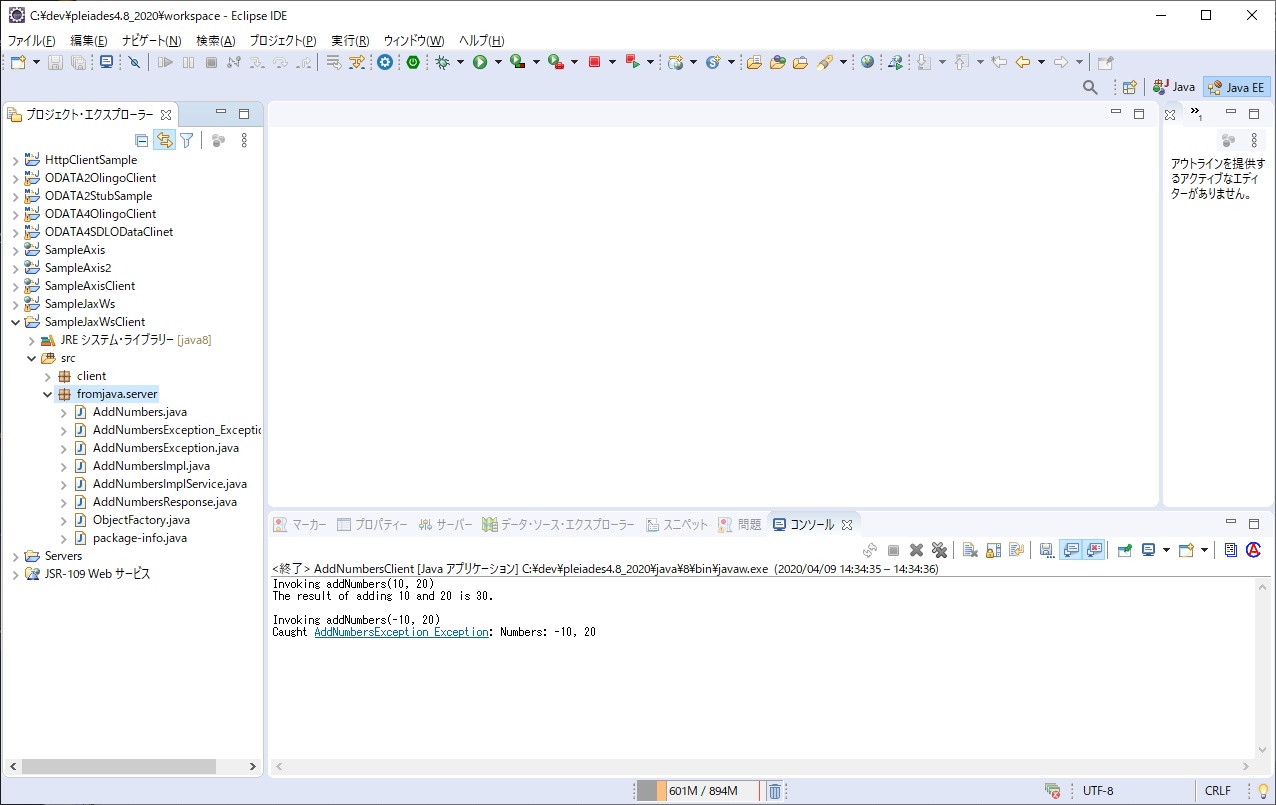 C:¥dev¥pleiades4.8_2020¥workspace - Eclipse IDE
ファイル(F) 編集(E) ナビゲート(N) 検索(A) プロジェクト(P) 実行(R) ウィンドウ(W) ヘルプ(H)
Java Java EE
プロジェクト・エクスプローラー
HttpClientSample
ODATA2OlingoClient
ODATA2StubSample
ODATA4OlingoClient
ODATA4SDLODataClinet
SampleAxis
SampleAxis2
SampleAxisClient
SampleJaxWs
SampleJaxWsClient
JRE システム・ライブラリー [java8]
src
client
fromjava.server
AddNumbers.java
AddNumbersException_Exceptio
AddNumbersException.java
AddNumbersImpl.java
AddNumbersImplService.java
AddNumbersResponse.java
ObjectFactory.java
package-info.java
Servers
JSR-109 Web サービス
1
アウトラインを提供す
るアクティブなエディ
ターがありません。
マーカー プロパティー サーバー データ・ソース・エクスプローラー スニペット 問題 コンソール
<終了> AddNumbersClient [Java アプリケーション] C:¥dev¥pleiades4.8_2020¥java¥8¥bin¥javaw.exe (2020/04/09 14:34:35 – 14:34:36)
Invoking addNumbers(10, 20)
The result of adding 10 and 20 is 30.
Invoking addNumbers(-10, 20)
Caught AddNumbersException_Exception: Numbers: -10, 20
601M / 894M
UTF-8
CRLF